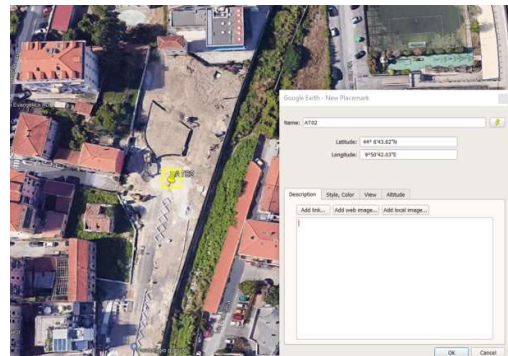 Google Earth - New Placemark
Name: AT02
Latitude: 44° 6'43.62"N
Longitude: 9°50'42.03"E
Description Style, Color View Altitude
Add link... Add web image... Add local image...
OK Cancel